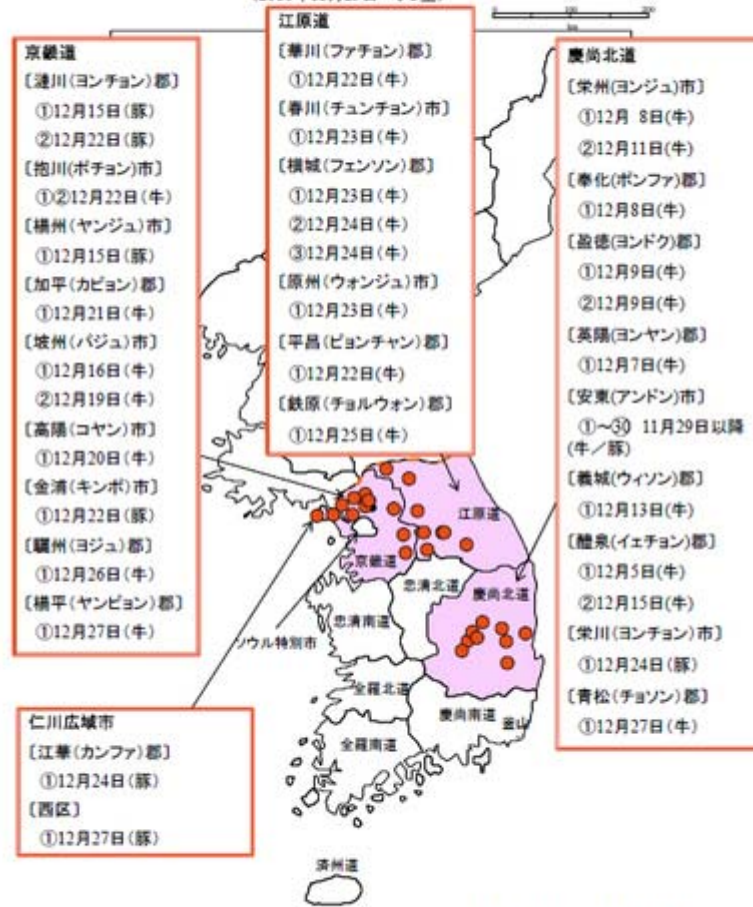 江原道
〔華川(ファチョン)郡〕
①12月22日(牛)
〔春川(チュンチョン)市〕
①12月23日(牛)
〔横城(フェンソン)郡〕
①12月23日(牛)
②12月24日(牛)
③12月24日(牛)
〔原州(ウォンジュ)市〕
①12月23日(牛)
〔平昌(ピョンチャン)郡〕
①12月22日(牛)
〔鉄原(チョルウォン)郡〕
①12月25日(牛)
京畿道
〔漣川(ヨンチョン)郡〕
①12月15日(豚)
②12月22日(豚)
〔抱川(ポチョン)市〕
①②12月22日(牛)
〔楊州(ヤンジュ)市〕
①12月15日(豚)
〔加平(カピョン)郡〕
①12月21日(牛)
〔坡州(パジュ)市〕
①12月16日(牛)
②12月19日(牛)
〔高陽(コヤン)市〕
①12月20日(牛)
〔金浦(キンポ)市〕
①12月22日(豚)
〔驪州(ヨジュ)郡〕
①12月26日(牛)
〔楊平(ヤンピョン)郡〕
①12月27日(牛)
慶尚北道
〔栄州(ヨンジュ)市〕
①12月 8日(牛)
②12月11日(牛)
〔奉化(ボンファ)郡〕
①12月8日(牛)
〔盈徳(ヨンドク)郡〕
①12月9日(牛)
②12月9日(牛)
〔英陽(ヨンヤン)郡〕
①12月7日(牛)
〔安東(アンドン)市〕
①～㉚ 11月29日以降
(牛/豚)
〔義城(ウィソン)郡〕
①12月13日(牛)
〔醴泉(イェチョン)郡〕
①12月5日(牛)
②12月15日(牛)
〔栄川(ヨンチョン)市〕
①12月24日(豚)
〔青松(チョソン)郡〕
①12月27日(牛)
江原道
京畿道
忠清北道
慶尚北道
忠清南道
ソウル特別市
全羅北道
慶尚南道
釜山
全羅南道
済州道
仁川広域市
〔江華(カンファ)郡〕
①12月24日(豚)
〔西区〕
①12月27日(豚)